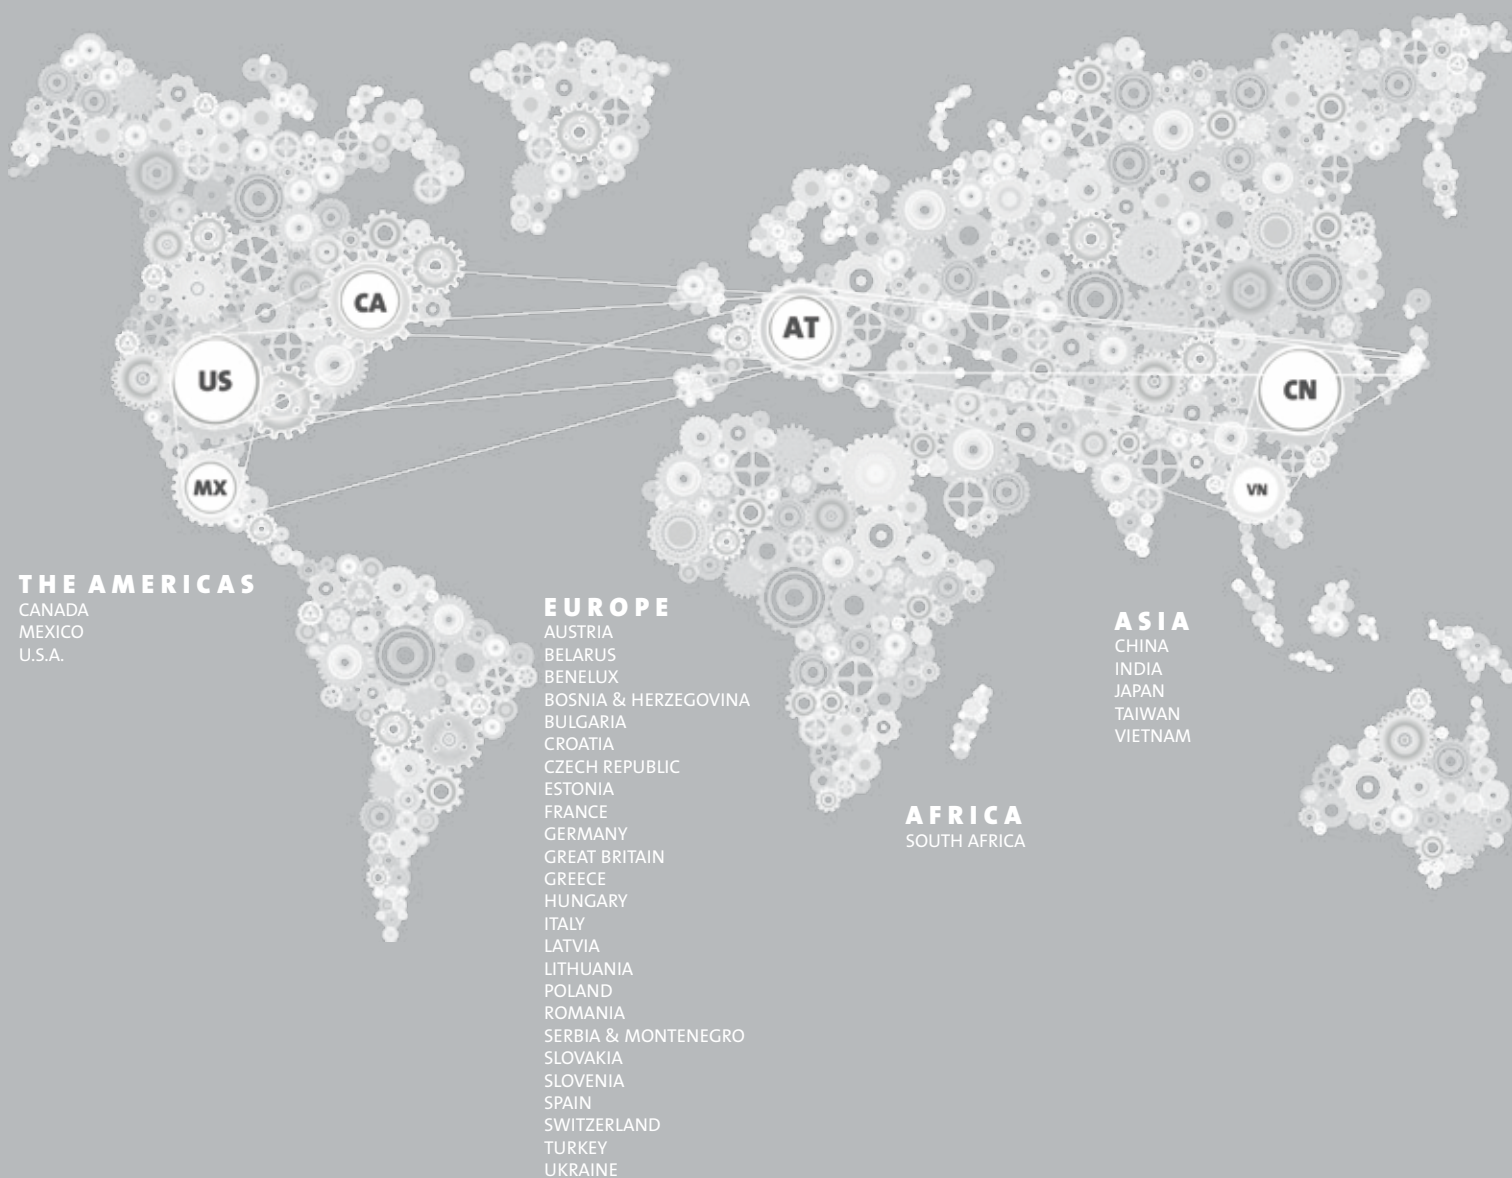 CA
AT
US
CN
MX
VN
THE AMERICAS
CANADA
MEXICO
U.S.A.
EUROPE
AUSTRIA
BELARUS
BENELUX
BOSNIA & HERZEGOVINA
BULGARIA
CROATIA
CZECH REPUBLIC
ESTONIA
FRANCE
GERMANY
GREAT BRITAIN
GREECE
HUNGARY
ITALY
LATVIA
LITHUANIA
POLAND
ROMANIA
SERBIA & MONTENEGRO
SLOVAKIA
SLOVENIA
SPAIN
SWITZERLAND
TURKEY
UKRAINE
ASIA
CHINA
INDIA
JAPAN
TAIWAN
VIETNAM
AFRICA
SOUTH AFRICA